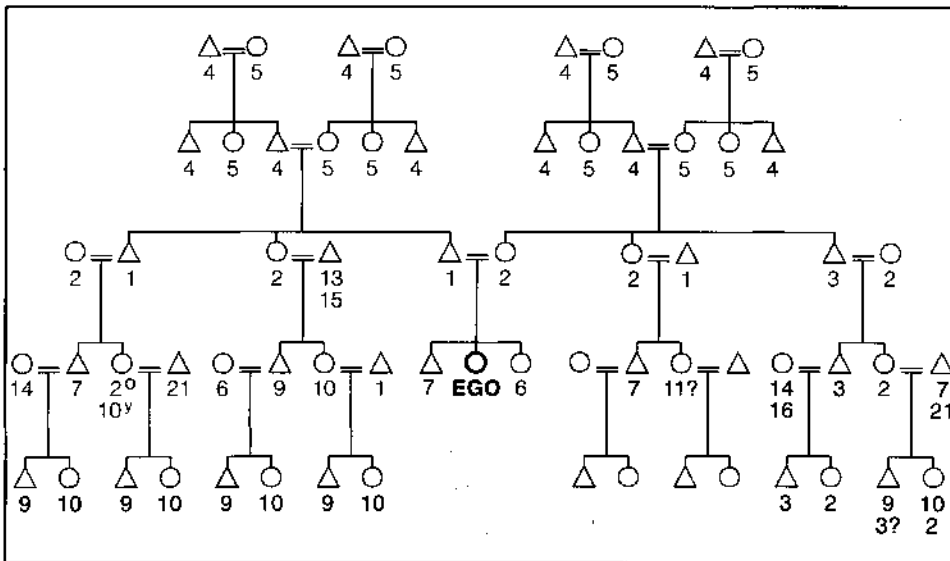 4 5 4 5 4 5 4 5
4 5 4 5 5 4 4 5 4 5 5 4
2 1 2 13 1 2 2 1 3 2
15
14 7 2º 21 6 9 10 1 7 EGO 6 7 11? 14 3 2 7
10ʸ 16 21
9 10 9 10 9 10 9 10 3 2 9 10
3? 2